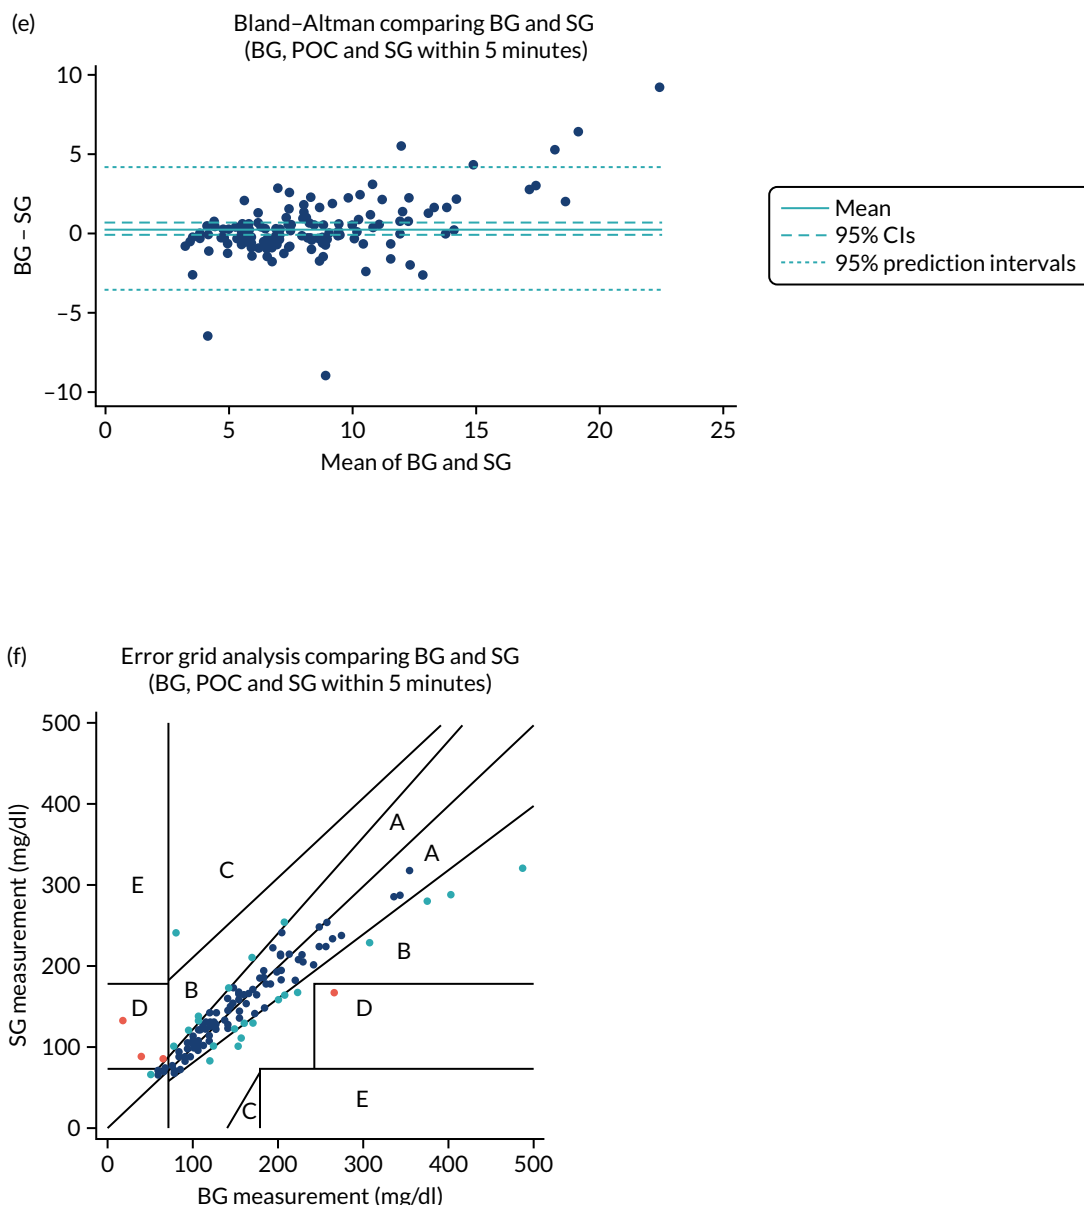 (e)
Bland–Altman comparing BG and SG
(BG, POC and SG within 5 minutes)
10
5
0
–5
–10
BG – SG
0 5 10 15 20 25
Mean of BG and SG
Mean
95% CIs
95% prediction intervals
(f)
Error grid analysis comparing BG and SG
(BG, POC and SG within 5 minutes)
500
400
300
200
100
0
SG measurement (mg/dl)
A
A
C
E
B
B
D
D
E
C
0 100 200 300 400 500
BG measurement (mg/dl)